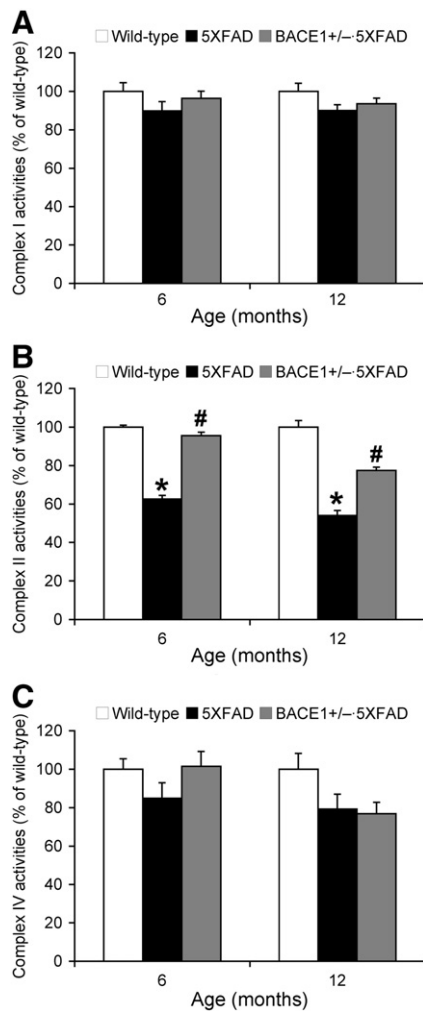 A
Wild-type 5XFAD BACE1+/–·5XFAD
Complex I activities (% of wild-type)
120
100
80
60
40
20
0
6 12
Age (months)
B
Wild-type 5XFAD BACE1+/–·5XFAD
Complex II activities (% of wild-type)
120
100
80
60
40
20
0
* # * #
6 12
Age (months)
C
Wild-type 5XFAD BACE1+/–·5XFAD
Complex IV activities (% of wild-type)
120
100
80
60
40
20
0
6 12
Age (months)